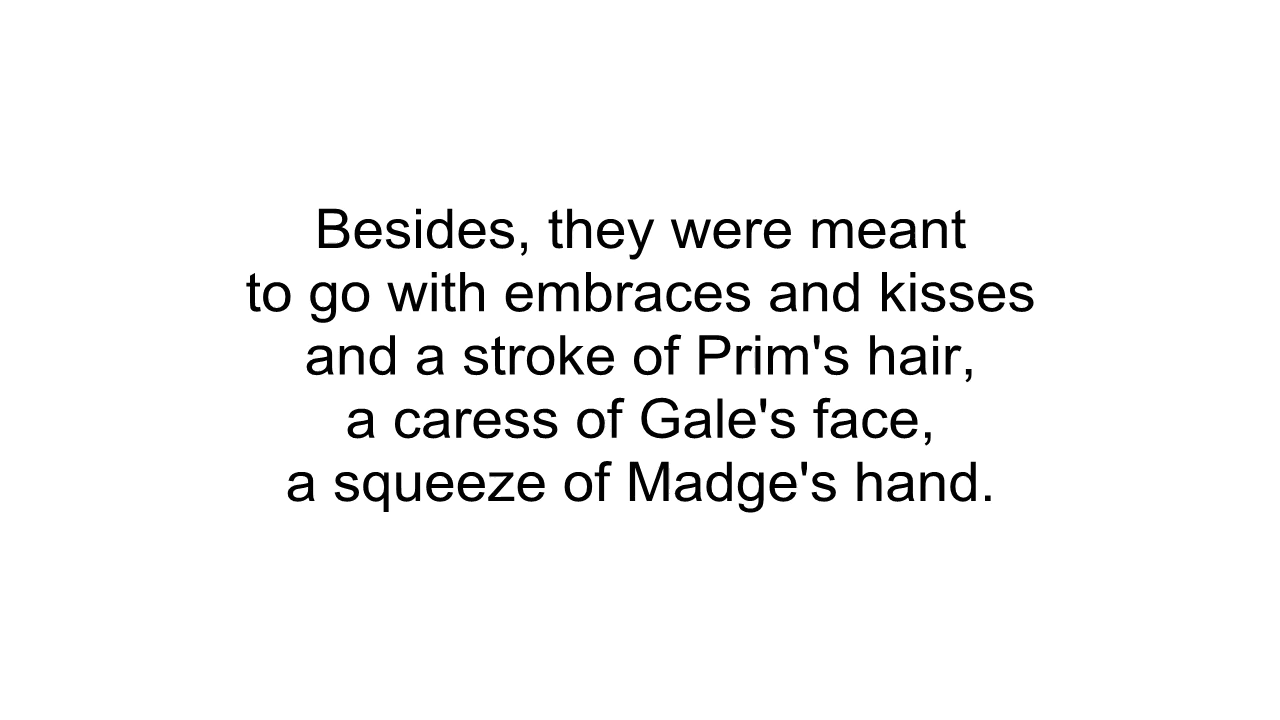 Besides, they were meant
to go with embraces and kisses
and a stroke of Prim's hair,
a caress of Gale's face,
a squeeze of Madge's hand.